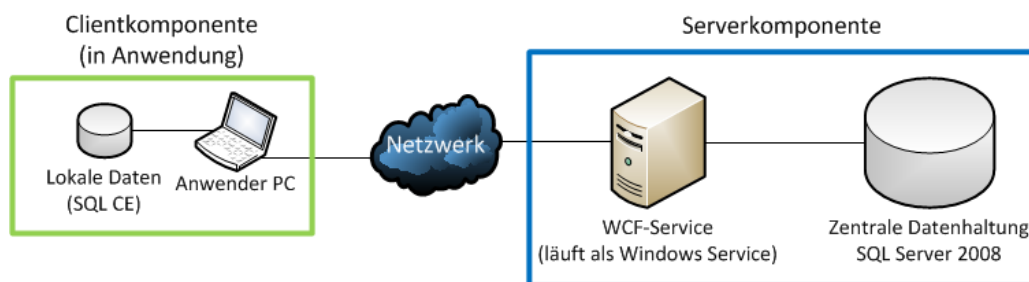 Clientkomponente
(in Anwendung)
Serverkomponente
Netzwerk
Lokale Daten
(SQL CE)
Anwender PC
WCF-Service
(läuft als Windows Service)
Zentrale Datenhaltung
SQL Server 2008